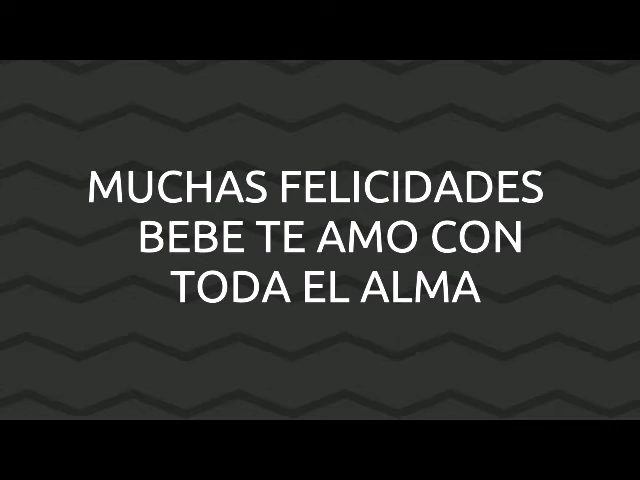 MUCHAS FELICIDADES
BEBE TE AMO CON
TODA EL ALMA